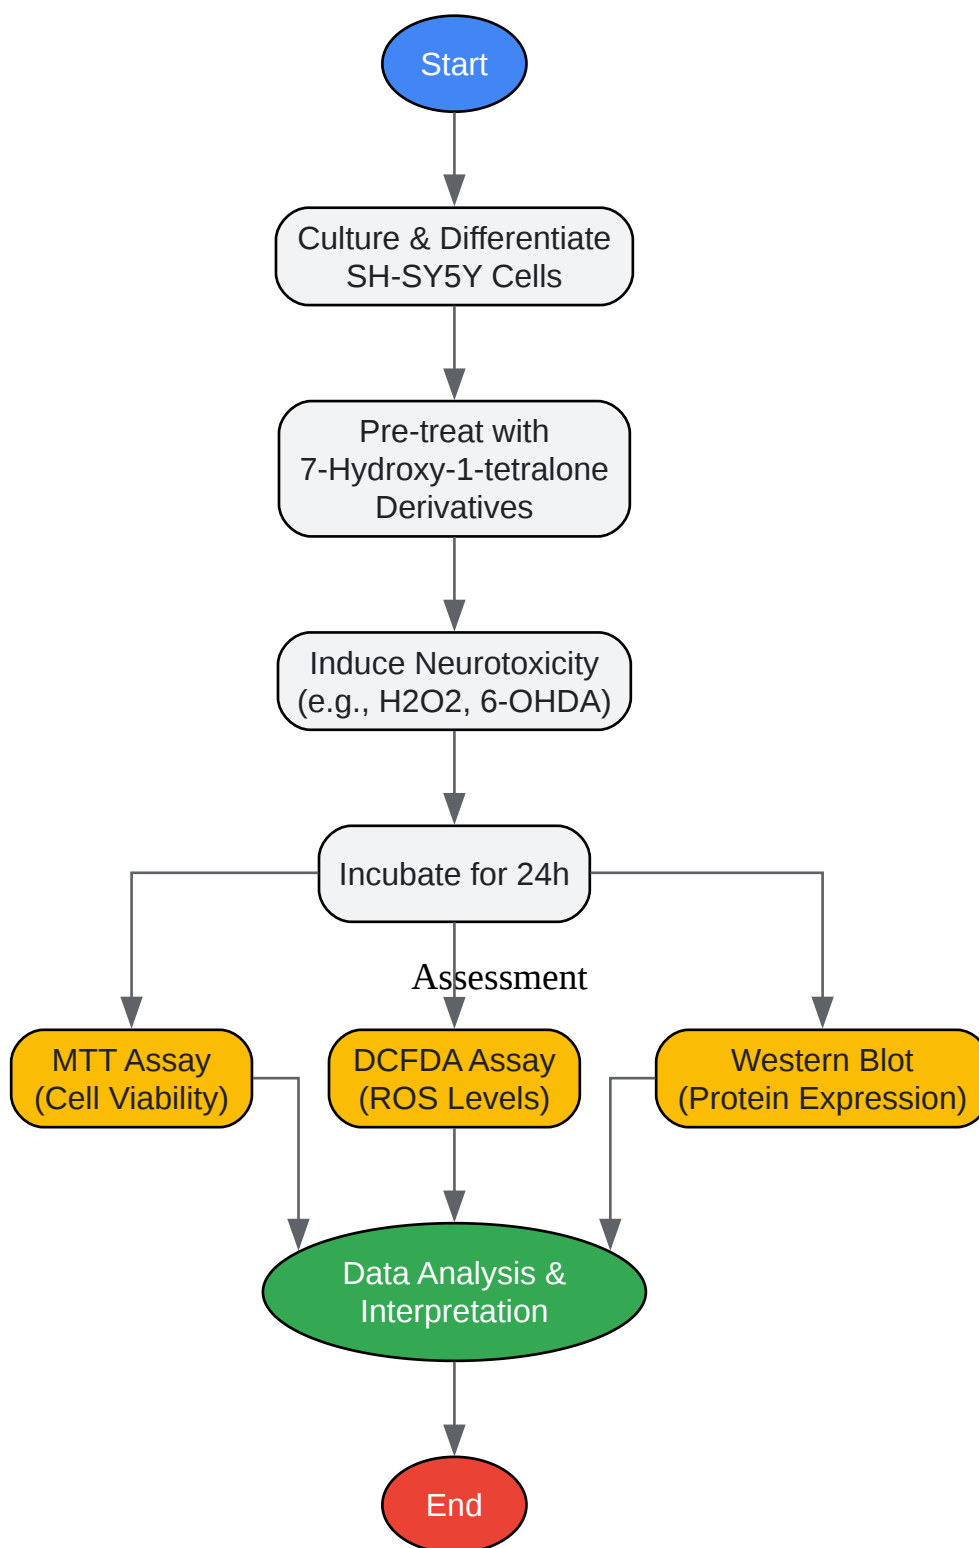 Start
Culture & Differentiate
SH-SY5Y Cells
Pre-treat with
7-Hydroxy-1-tetralone
Derivatives
Induce Neurotoxicity
(e.g., H2O2, 6-OHDA)
Incubate for 24h
Assessment
MTT Assay
(Cell Viability)
DCFDA Assay
(ROS Levels)
Western Blot
(Protein Expression)
Data Analysis &
Interpretation
End